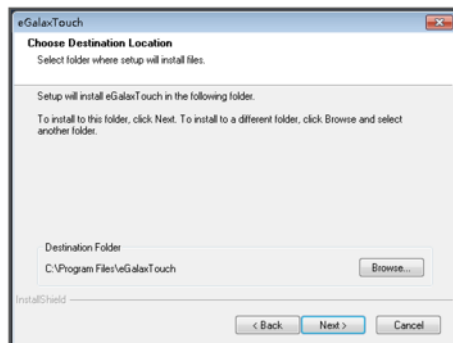 eGalaxTouch
Choose Destination Location
Select folder where setup will install files.
Setup will install eGalaxTouch in the following folder.
To install to this folder, click Next. To install to a different folder, click Browse and select
another folder.
Destination Folder
C:\Program Files\eGalaxTouch
Browse...
InstallShield
< Back
Next >
Cancel